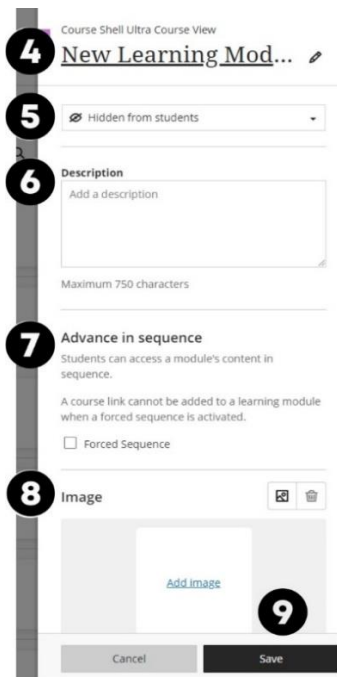 Course Shell Ultra Course View
4
New Learning Mod...
5
Hidden from students
6
Description
Add a description
Maximum 750 characters
7
Advance in sequence
Students can access a module's content in
sequence.
A course link cannot be added to a learning module
when a forced sequence is activated.
Forced Sequence
8
Image
Add image
9
Cancel
Save